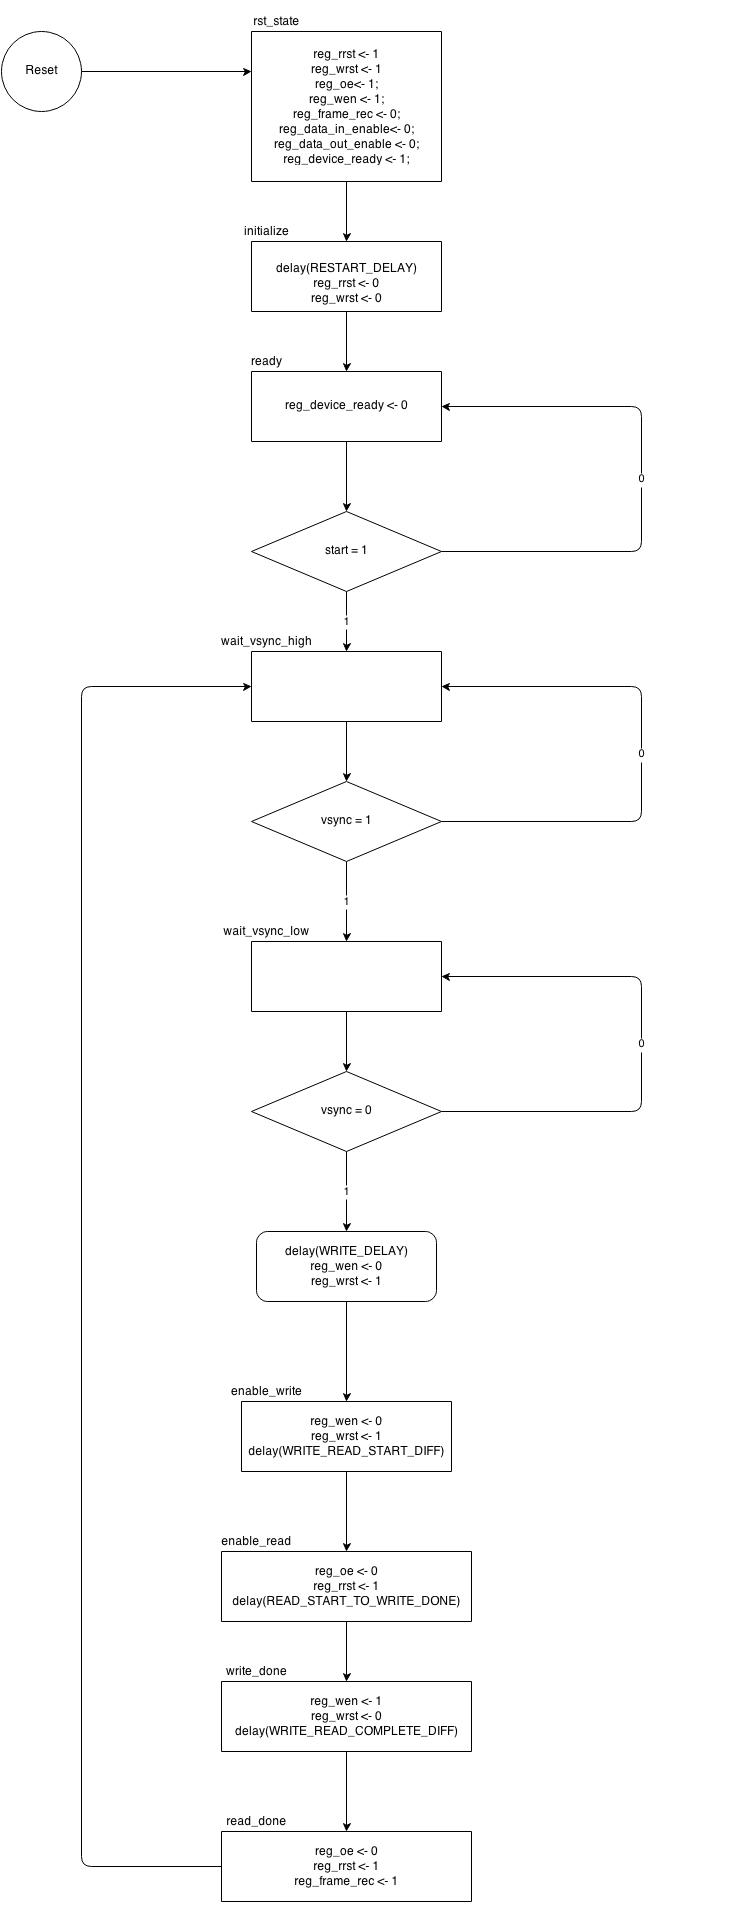 rst_state
Reset
reg_rrst <- 1
reg_wrst <- 1
reg_oe<- 1;
reg_wen <- 1;
reg_frame_rec <- 0;
reg_data_in_enable<- 0;
reg_data_out_enable <- 0;
reg_device_ready <- 1;
initialize
delay(RESTART_DELAY)
reg_rrst <- 0
reg_wrst <- 0
ready
reg_device_ready <- 0
0
start = 1
1
wait_vsync_high
0
vsync = 1
1
wait_vsync_low
0
vsync = 0
1
delay(WRITE_DELAY)
reg_wen <- 0
reg_wrst <- 1
enable_write
reg_wen <- 0
reg_wrst <- 1
delay(WRITE_READ_START_DIFF)
enable_read
reg_oe <- 0
reg_rrst <- 1
delay(READ_START_TO_WRITE_DONE)
write_done
reg_wen <- 1
reg_wrst <- 0
delay(WRITE_READ_COMPLETE_DIFF)
read_done
reg_oe <- 0
reg_rrst <- 1
reg_frame_rec <- 1